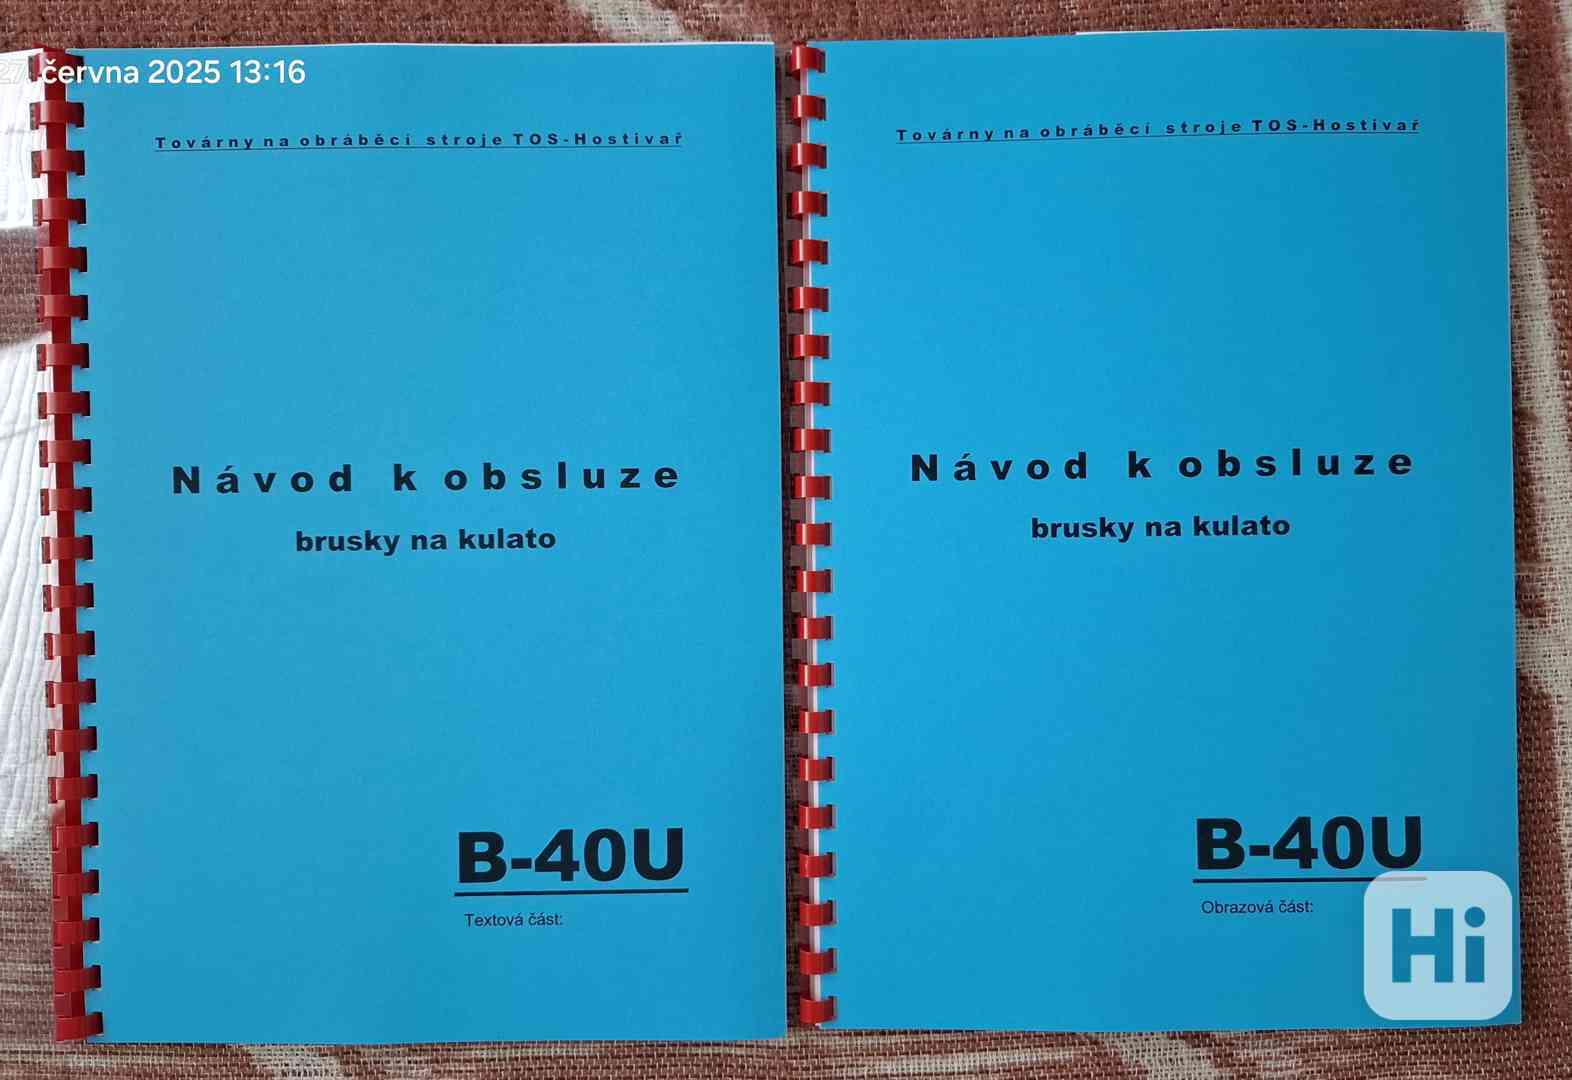 27. června 2025 13:16
Továrny na obráběcí stroje TOS-Hostivař
Návod k obsluze
brusky na kulato
B-40U
Textová část:
Továrny na obráběcí stroje TOS-Hostivař
Návod k obsluze
brusky na kulato
B-40U
Obrazová část:
Hi